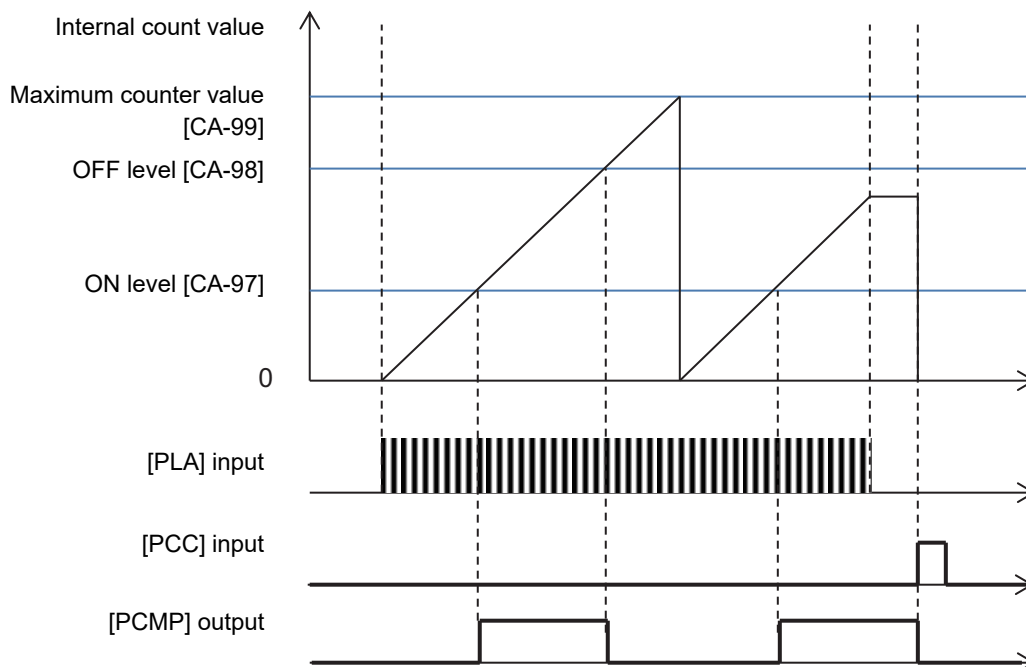 Internal count value
Maximum counter value
[CA-99]
OFF level [CA-98]
ON level [CA-97]
0
[PLA] input
[PCC] input
[PCMP] output